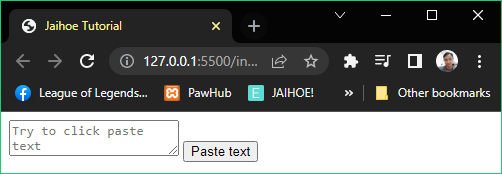 Jaihoe Tutorial
127.0.0.1:5500/in...
League of Legends... PawHub JAIHOE! Other bookmarks
Try to click paste
text
Paste text